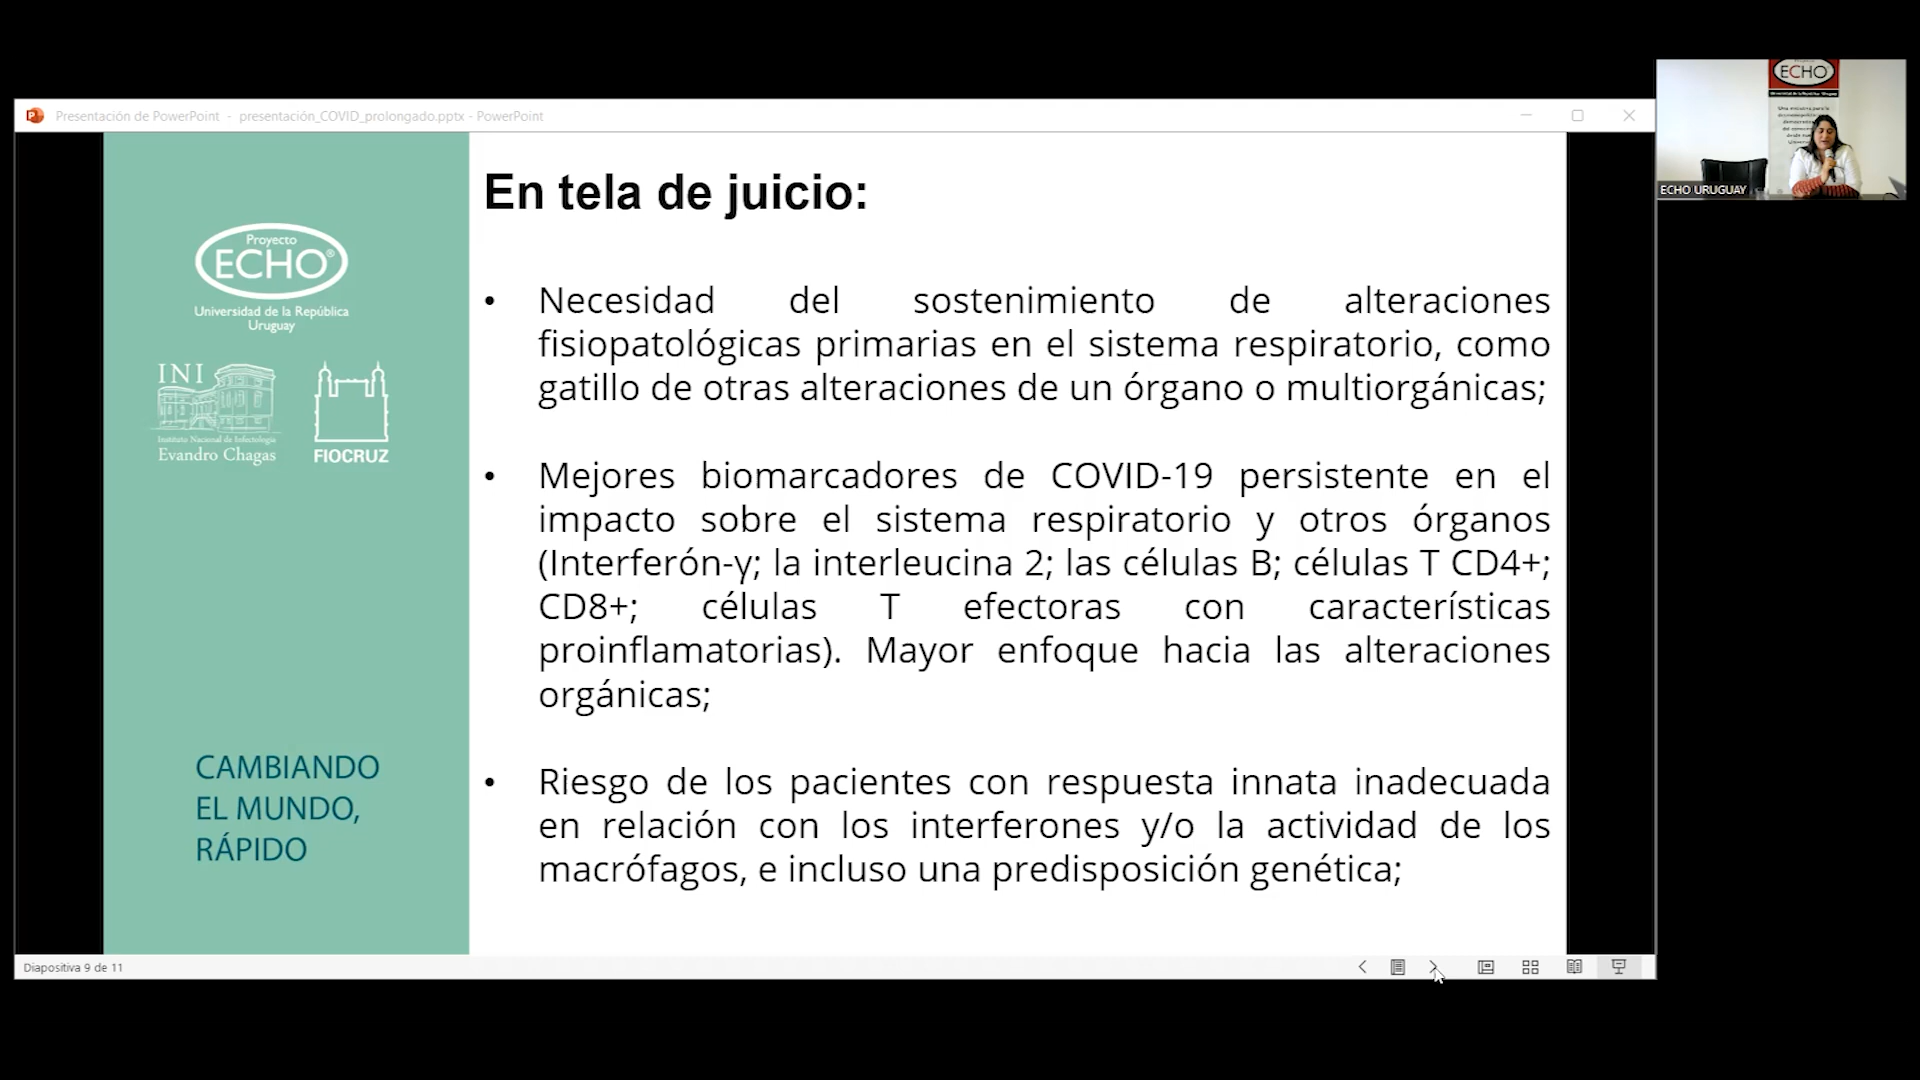 Presentación de PowerPoint - presentación_COVID_prolongado.pptx - PowerPoint
Proyecto
ECHO®
Universidad de la República
Uruguay
INI
Instituto Nacional de Infectología
Evandro Chagas
FIOCRUZ
CAMBIANDO
EL MUNDO,
RÁPIDO
En tela de juicio:
• Necesidad del sostenimiento de alteraciones
fisiopatológicas primarias en el sistema respiratorio, como
gatillo de otras alteraciones de un órgano o multiorgánicas;
• Mejores biomarcadores de COVID-19 persistente en el
impacto sobre el sistema respiratorio y otros órganos
(Interferón-γ; la interleucina 2; las células B; células T CD4+;
CD8+; células T efectoras con características
proinflamatorias). Mayor enfoque hacia las alteraciones
orgánicas;
• Riesgo de los pacientes con respuesta innata inadecuada
en relación con los interferones y/o la actividad de los
macrófagos, e incluso una predisposición genética;
Diapositiva 9 de 11
ECHO
ECHO URUGUAY